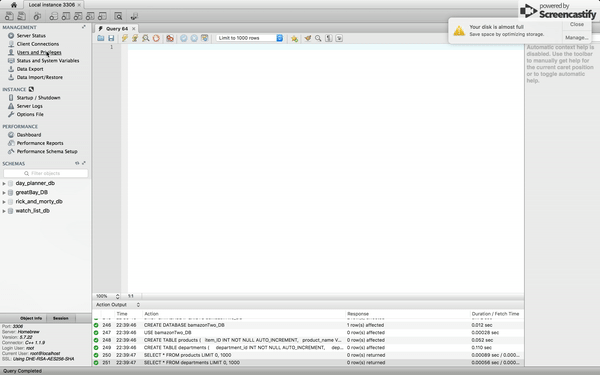 Local instance 3306
powered by
Screencastify
Your disk is almost full
Save space by optimizing storage.
Close
Manage...
MANAGEMENT
Server Status
Client Connections
Users and Privileges
Status and System Variables
Data Export
Data Import/Restore
INSTANCE
Startup / Shutdown
Server Logs
Options File
PERFORMANCE
Dashboard
Performance Reports
Performance Schema Setup
SCHEMAS
Filter objects
day_planner_db
greatBay_DB
rick_and_morty_db
watch_list_db
Query 64
Limit to 1000 rows
1
Automatic context help is
disabled. Use the toolbar
to manually get help for
the current caret position
or to toggle automatic
help.
100%
1:1
Action Output
Time Action Response Duration / Fetch Time
246 22:39:46 CREATE DATABASE bamazonTwo_DB 1 row(s) affected 0.012 sec
247 22:39:46 USE bamazonTwo_DB 0 row(s) affected 0.00028 sec
248 22:39:46 CREATE TABLE products ( item_id INT NOT NULL AUTO_INCREMENT, product_name V... 0 row(s) affected 0.052 sec
249 22:39:46 CREATE TABLE departments ( department_id INT NOT NULL AUTO_INCREMENT, de... 0 row(s) affected 0.110 sec
250 22:39:47 SELECT * FROM products LIMIT 0, 1000 0 row(s) returned 0.00089 sec / 0.000...
251 22:39:47 SELECT * FROM departments LIMIT 0, 1000 0 row(s) returned 0.00056 sec / 0.0000...
Object Info Session
Port: 3306
Server: Homebrew
Version: 5.7.22
Connector: C++ 1.1.9
Login User: root
Current User: root@localhost
SSL: Using DHE-RSA-AES256-SHA
Query Completed